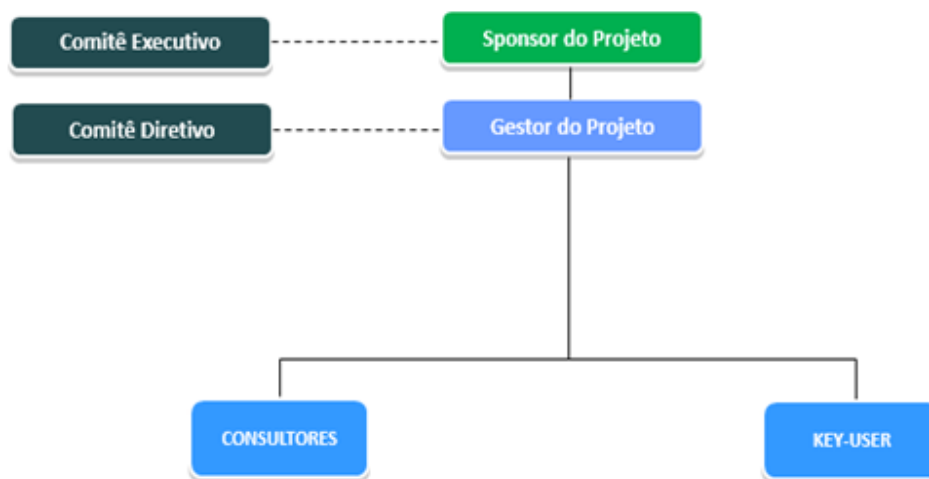 Comitê Executivo
Sponsor do Projeto
Comitê Diretivo
Gestor do Projeto
CONSULTORES
KEY-USER